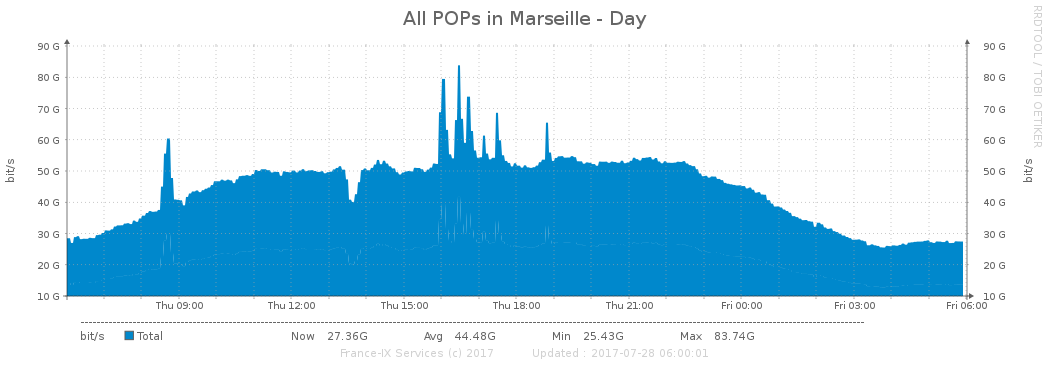 All POPs in Marseille - Day
RRDTOOL / TOBI OETIKER
bit/s
bit/s
90 G 90 G
80 G 80 G
70 G 70 G
60 G 60 G
50 G 50 G
40 G 40 G
30 G 30 G
20 G 20 G
10 G 10 G
Thu 09:00 Thu 12:00 Thu 15:00 Thu 18:00 Thu 21:00 Fri 00:00 Fri 03:00 Fri 06:00
bit/s Total Now 27.36G Avg 44.48G Min 25.43G Max 83.74G
France-IX Services (c) 2017 Updated : 2017-07-28 06:00:01